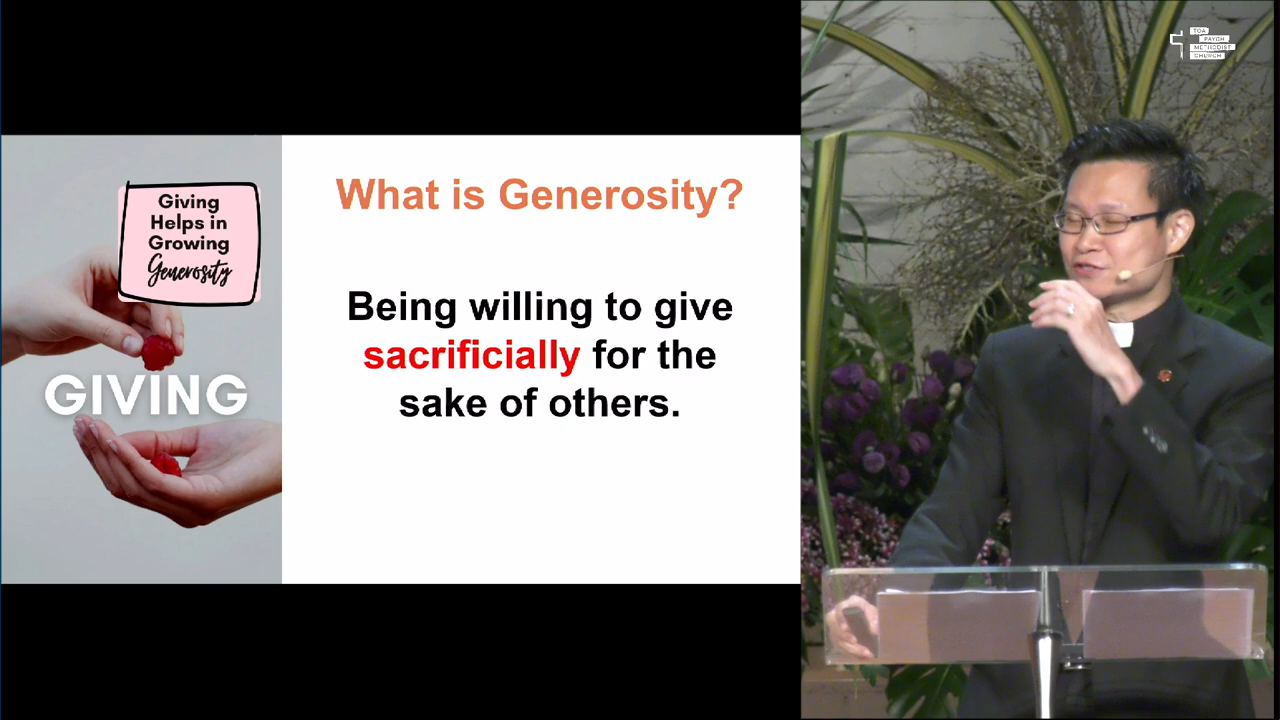 Giving
Helps in
Growing
Generosity
GIVING
What is Generosity?
Being willing to give
sacrificially for the
sake of others.
TOA
PAYOH
METHODIST
CHURCH